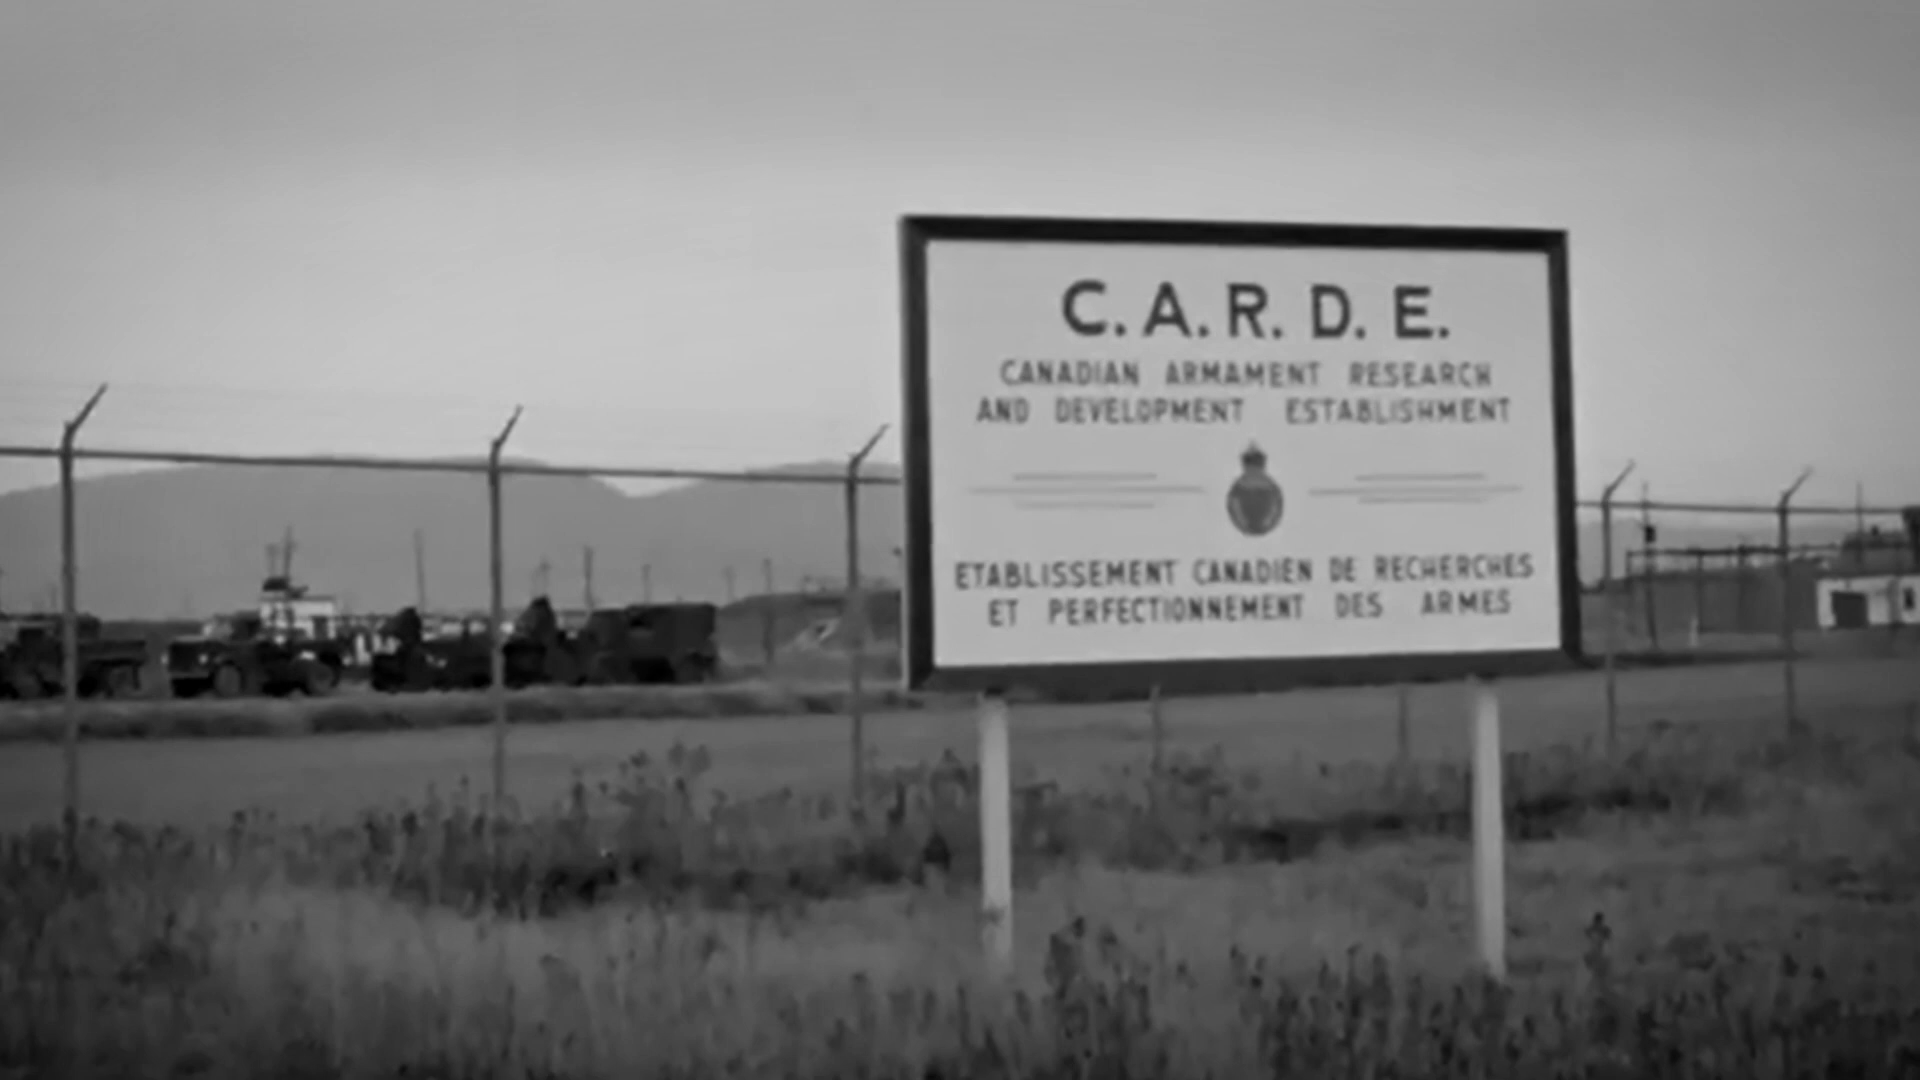 C.A.R.D.E.
CANADIAN ARMAMENT RESEARCH
AND DEVELOPMENT ESTABLISHMENT
ETABLISSEMENT CANADIEN DE RECHERCHES
ET PERFECTIONNEMENT DES ARMES